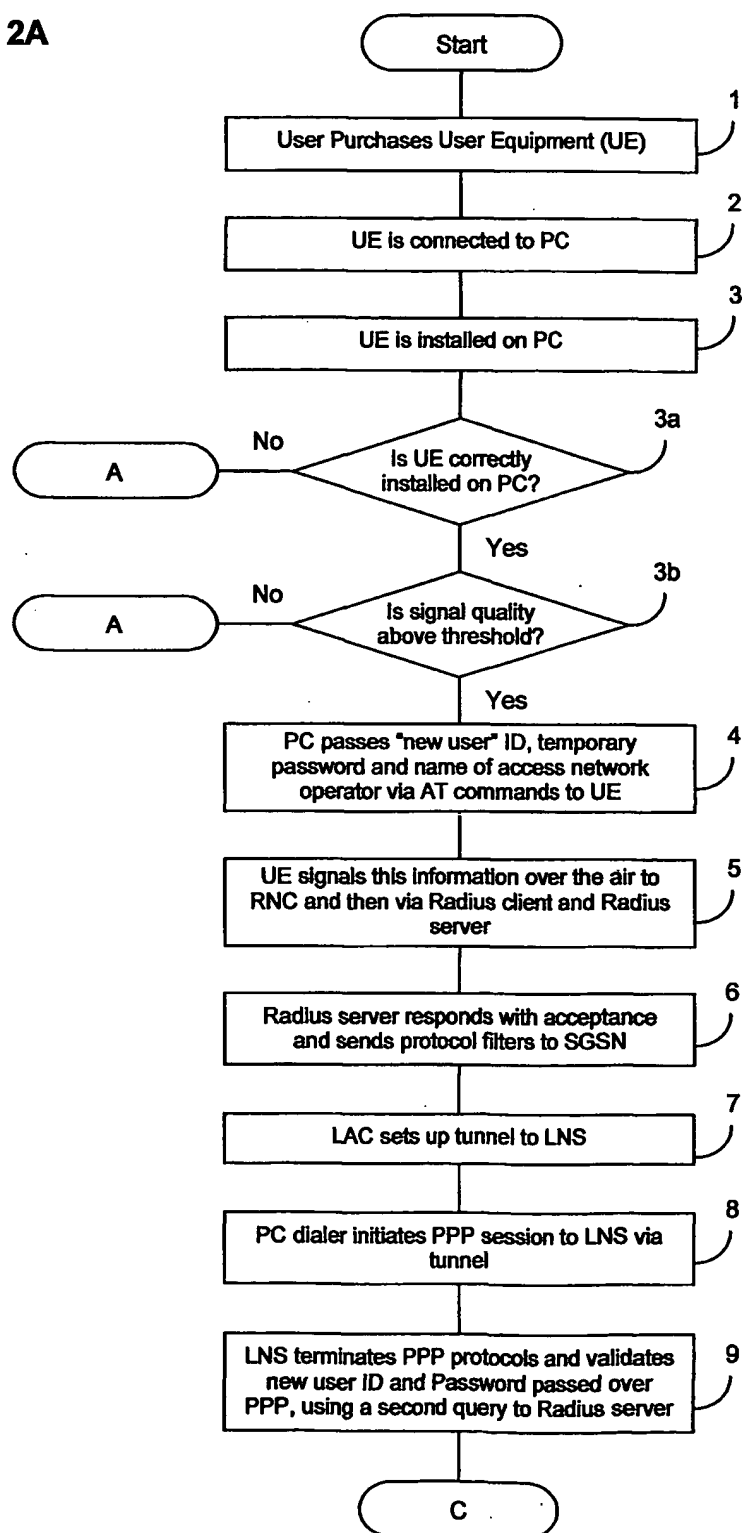 2A
Start
1
User Purchases User Equipment (UE)
2
UE is connected to PC
3
UE is installed on PC
3a
No
A
Is UE correctly
installed on PC?
Yes
3b
No
A
Is signal quality
above threshold?
Yes
4
PC passes "new user" ID, temporary
password and name of access network
operator via AT commands to UE
5
UE signals this information over the air to
RNC and then via Radius client and Radius
server
6
Radius server responds with acceptance
and sends protocol filters to SGSN
7
LAC sets up tunnel to LNS
8
PC dialer initiates PPP session to LNS via
tunnel
9
LNS terminates PPP protocols and validates
new user ID and Password passed over
PPP, using a second query to Radius server
C